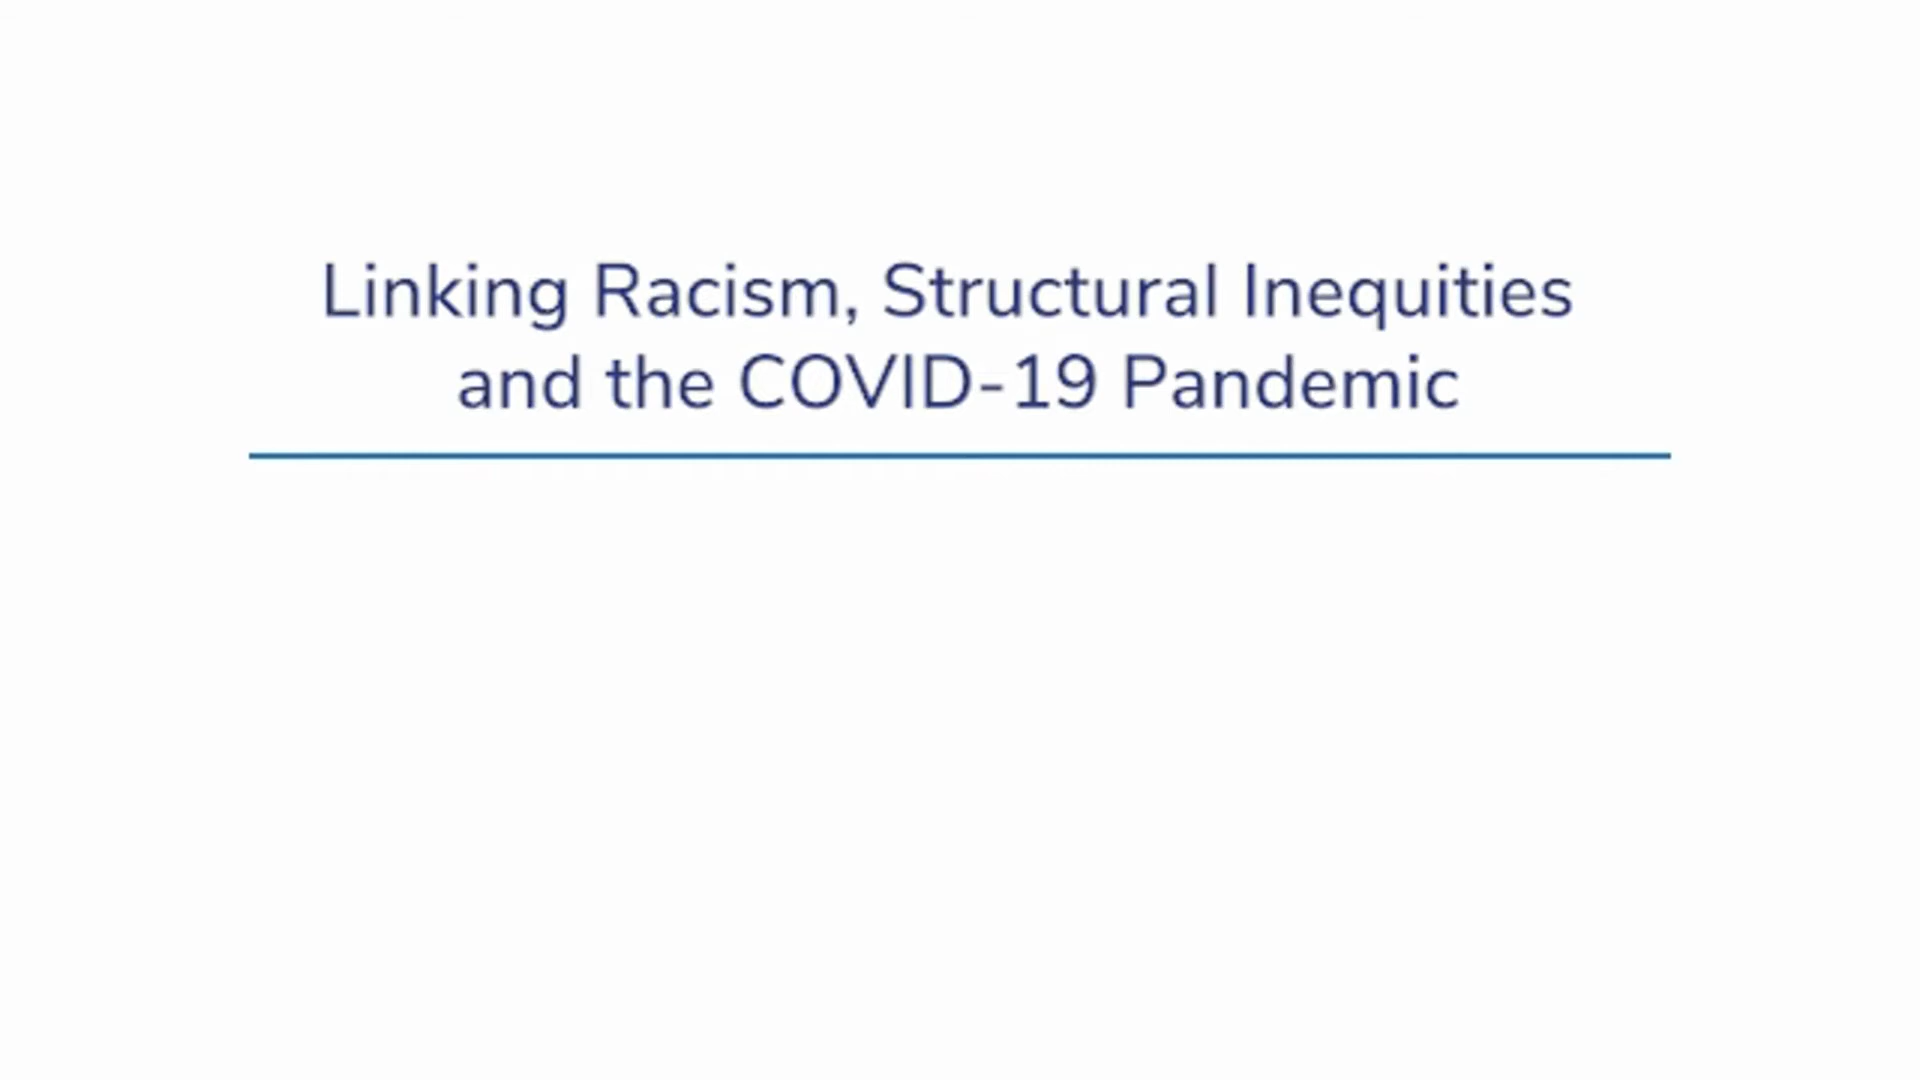 Linking Racism, Structural Inequities
and the COVID-19 Pandemic